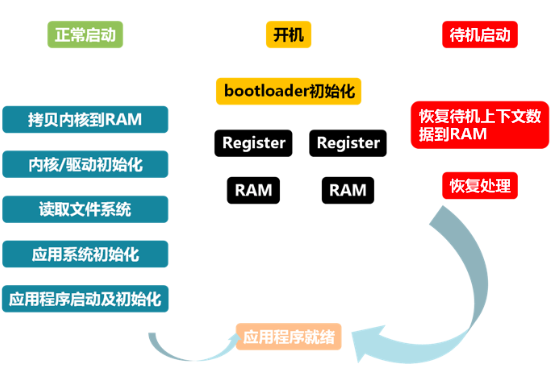 正常启动
开机
待机启动
bootloader初始化
拷贝内核到RAM
恢复待机上下文数
据到RAM
Register
Register
内核/驱动初始化
RAM
RAM
恢复处理
读取文件系统
应用系统初始化
应用程序启动及初始化
应用程序就绪